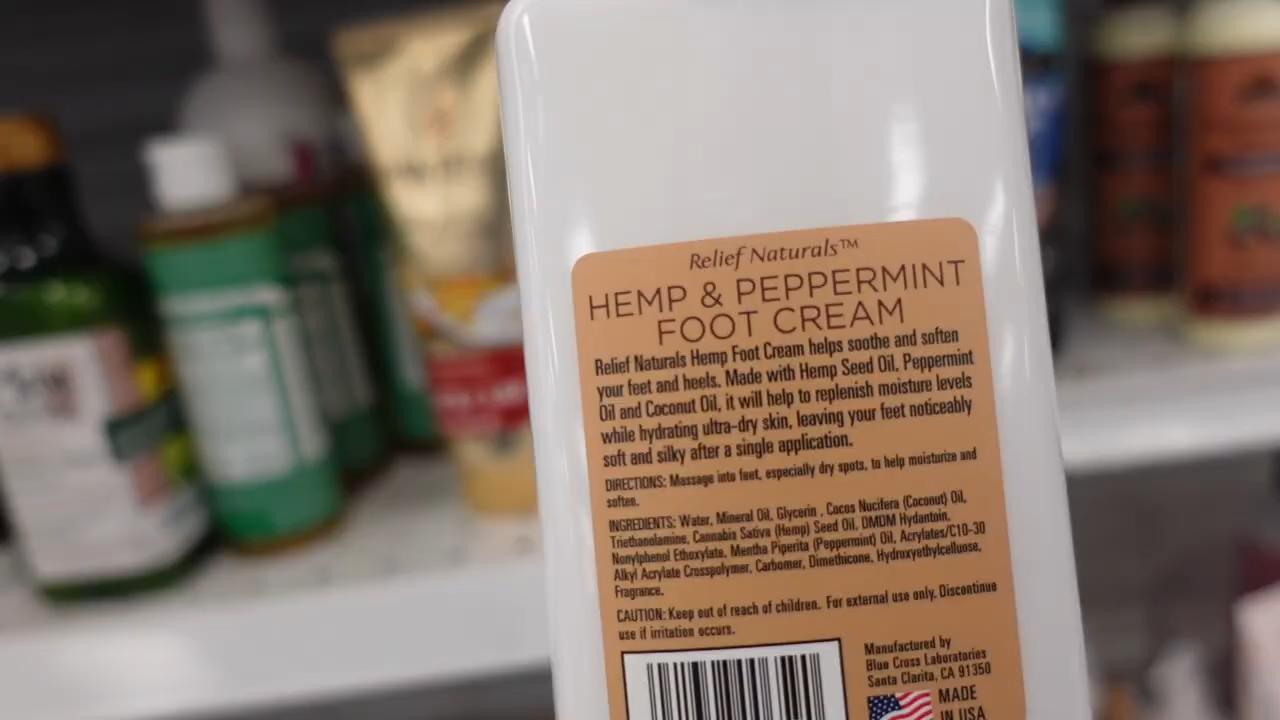 Relief Naturals™
HEMP & PEPPERMINT
FOOT CREAM
Relief Naturals Hemp Foot Cream helps soothe and soften
your feet and heels. Made with Hemp Seed Oil, Peppermint
Oil and Coconut Oil, it will help to replenish moisture levels
while hydrating ultra-dry skin, leaving your feet noticeably
soft and silky after a single application.
DIRECTIONS: Massage into feet, especially dry spots, to help moisturize and
soften.
INGREDIENTS: Water, Mineral Oil, Glycerin , Cocos Nucifera (Coconut) Oil,
Triethanolamine, Cannabis Sativa (Hemp) Seed Oil, DMDM Hydantoin,
Nonylphenol Ethoxylate, Mentha Piperita (Peppermint) Oil, Acrylates/C10-30
Alkyl Acrylate Crosspolymer, Carbomer, Dimethicone, Hydroxyethylcellulose,
Fragrance.
CAUTION: Keep out of reach of children. For external use only. Discontinue
use if irritation occurs.
Manufactured by
Blue Cross Laboratories
Santa Clarita, CA 91350
MADE
IN USA